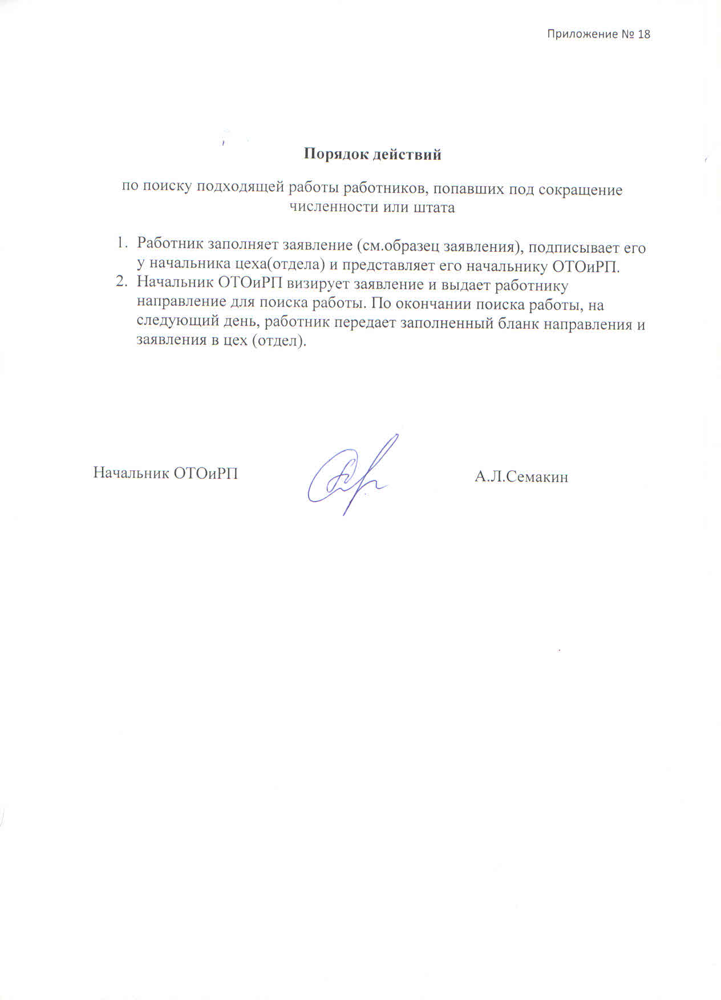 Приложение № 18
Порядок действий
по поиску подходящей работы работников, попавших под сокращение
численности или штата
1. Работник заполняет заявление (см.образец заявления), подписывает его
у начальника цеха(отдела) и представляет его начальнику ОТОиРП.
2. Начальник ОТОиРП визирует заявление и выдает работнику
направление для поиска работы. По окончании поиска работы, на
следующий день, работник передает заполненный бланк направления и
заявления в цех (отдел).
Начальник ОТОиРП
А.Л.Семакин